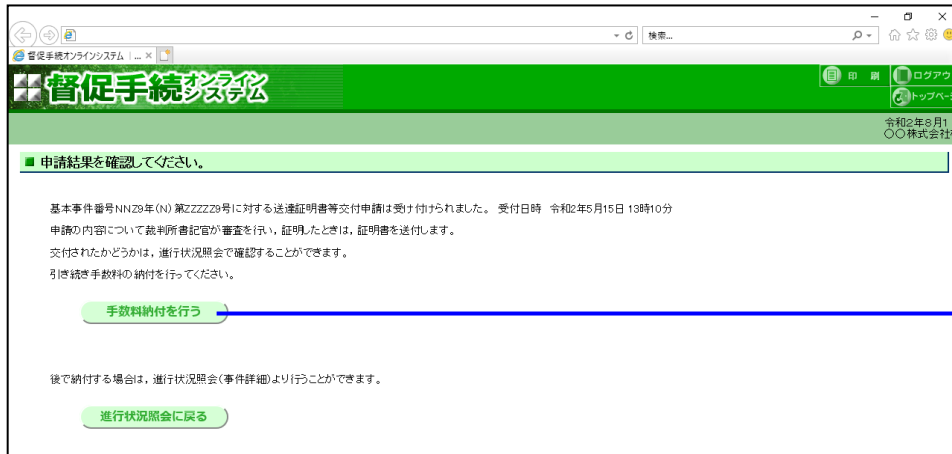 検索...
督促手続オンラインシステム | ... ×
督促手続オンラインシステム
印 刷
ログアウ
トップペー
令和2年8月1
〇〇株式会社
■ 申請結果を確認してください。
基本事件番号NNZ9年(N)第ZZZZZ9号に対する送達証明書等交付申請は受け付けられました。 受付日時 令和2年5月15日 13時10分
申請の内容について裁判所書記官が審査を行い，証明したときは，証明書を送付します。
交付されたかどうかは，進行状況照会で確認することができます。
引き続き手数料の納付を行ってください。
手数料納付を行う
後で納付する場合は，進行状況照会(事件詳細)より行うことができます。
進行状況照会に戻る